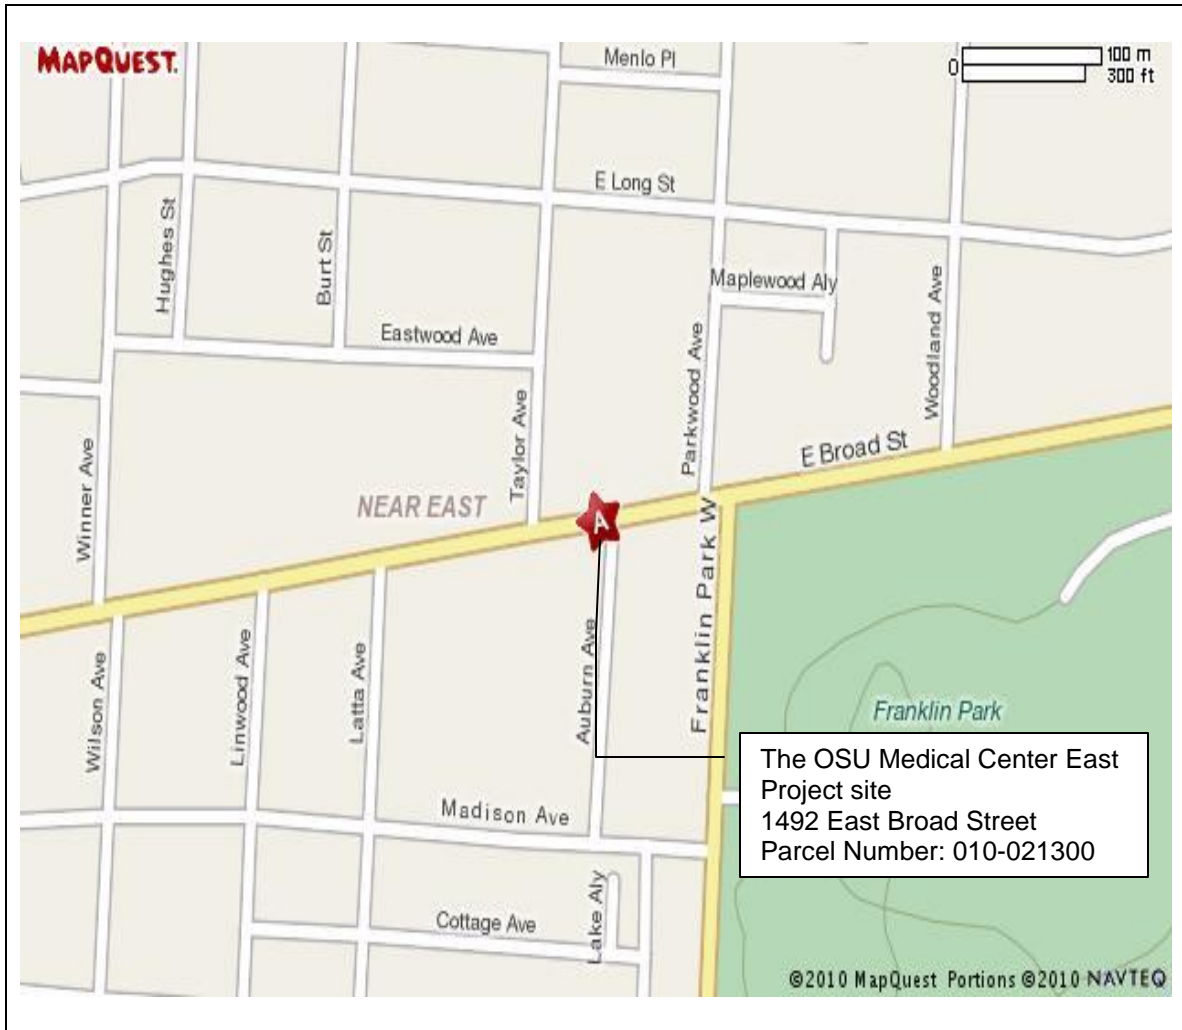 MAPQUEST.
Menlo Pl
0
100 m
300 ft
E Long St
Hughes St
Burt St
Maplewood Aly
Woodland Ave
Eastwood Ave
Parkwood Ave
Taylor Ave
E Broad St
Winner Ave
NEAR EAST
A
Franklin Park W
Wilson Ave
Linwood Ave
Latta Ave
Auburn Ave
Franklin Park
The OSU Medical Center East
Project site
1492 East Broad Street
Parcel Number: 010-021300
Madison Ave
Lake Aly
Cottage Ave
©2010 MapQuest Portions ©2010 NAVTEQ